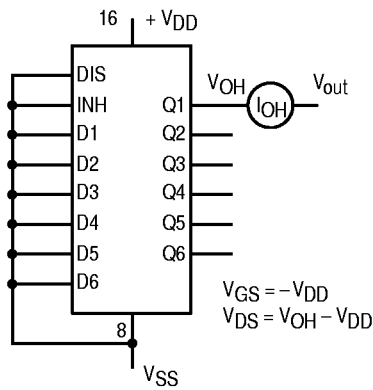 16 + VDD
DIS
INH
D1
D2
D3
D4
D5
D6
Q1
Q2
Q3
Q4
Q5
Q6
VOH
IOH
Vout
VGS = –VDD
VDS = VOH – VDD
8
VSS